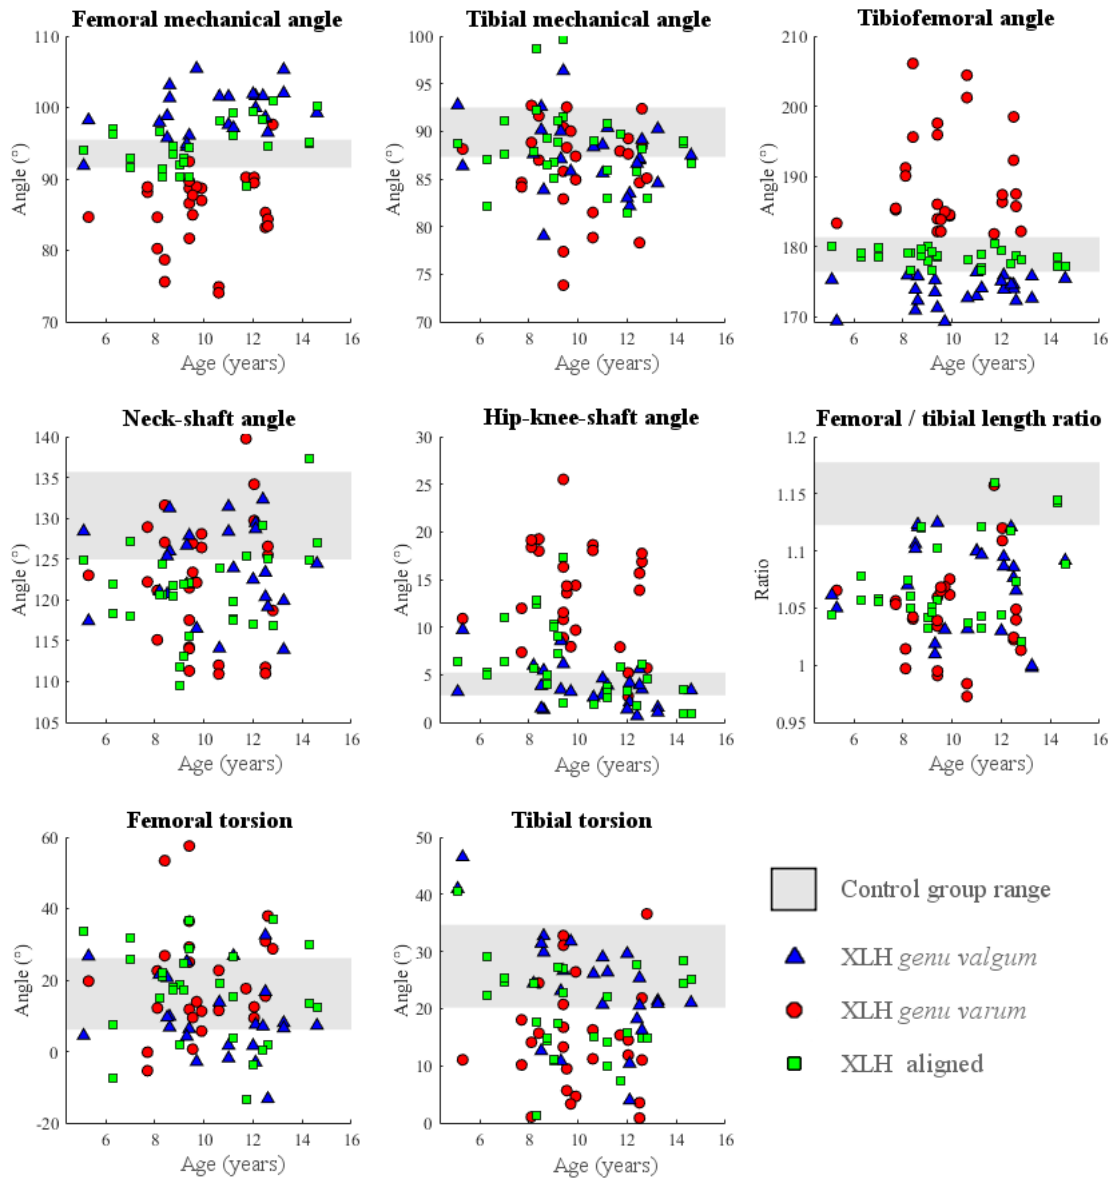 Femoral mechanical angle
Tibial mechanical angle
Tibiofemoral angle
Angle (°)
110
100
90
80
70
6 8 10 12 14 16
Age (years)
Angle (°)
100
95
90
85
80
75
70
6 8 10 12 14 16
Age (years)
Angle (°)
210
200
190
180
170
6 8 10 12 14 16
Age (years)
Neck-shaft angle
Hip-knee-shaft angle
Femoral / tibial length ratio
Angle (°)
140
135
130
125
120
115
110
105
6 8 10 12 14 16
Age (years)
Angle (°)
30
25
20
15
10
5
0
6 8 10 12 14 16
Age (years)
Ratio
1.2
1.15
1.10
1.05
1
0.95
6 8 10 12 14 16
Age (years)
Femoral torsion
Tibial torsion
Angle (°)
60
40
20
0
-20
6 8 10 12 14 16
Age (years)
Angle (°)
50
40
30
20
10
0
6 8 10 12 14 16
Age (years)
Control group range
XLH genu valgum
XLH genu varum
XLH aligned